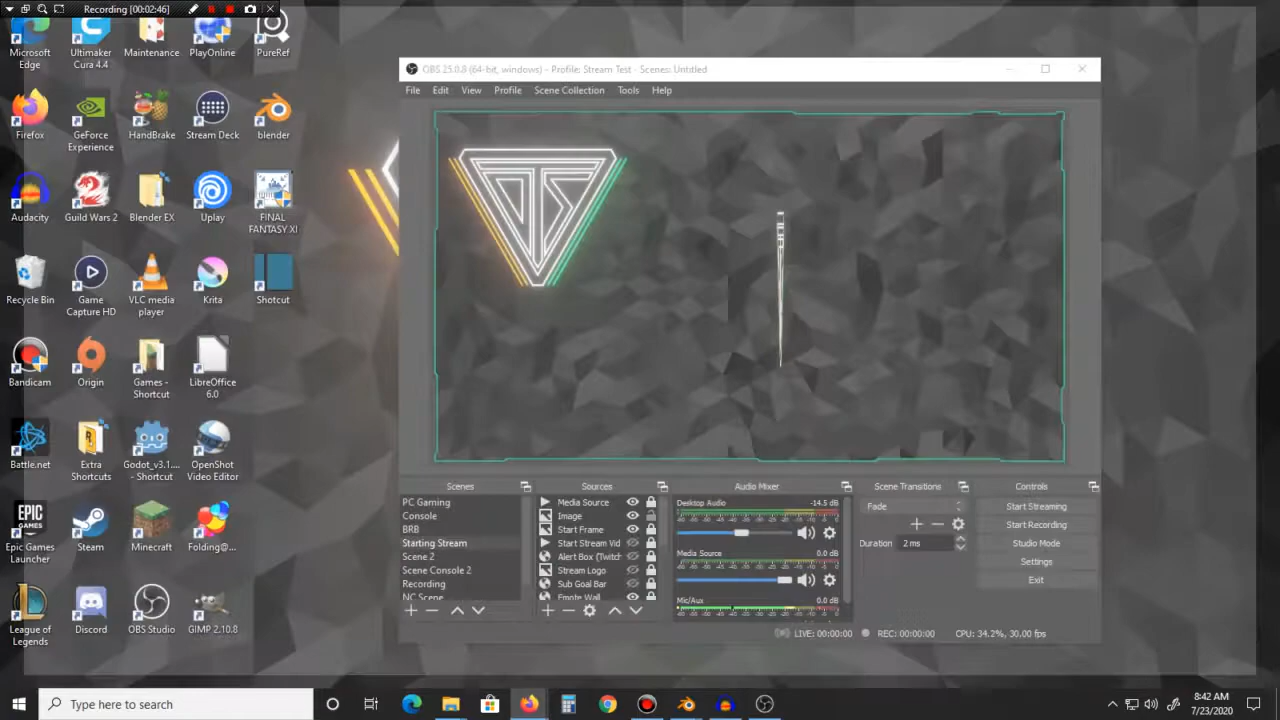 Recording [00:02:46]
Microsoft Edge
Ultimaker Cura 4.4
Maintenance
PlayOnline
PureRef
Firefox
GeForce Experience
HandBrake
Stream Deck
blender
Audacity
Guild Wars 2
Blender EX
Uplay
FINAL FANTASY XI
Recycle Bin
Game Capture HD
VLC media player
Krita
Shotcut
Bandicam
Origin
Games - Shortcut
LibreOffice 6.0
Battle.net
Extra Shortcuts
Godot_v3.1.... - Shortcut
OpenShot Video Editor
Epic Games Launcher
Steam
Minecraft
Folding@...
League of Legends
Discord
OBS Studio
GIMP 2.10.8
OBS 25.0.8 (64-bit, windows) - Profile: Stream Test - Scenes: Untitled
File Edit View Profile Scene Collection Tools Help
Scenes
PC Gaming
Console
BRB
Starting Stream
Scene 2
Scene Console 2
Recording
NC Scene
Sources
Media Source
Image
Start Frame
Start Stream Vid
Alert Box (Twitch
Stream Logo
Sub Goal Bar
Emote Wall
Audio Mixer
Desktop Audio -14.5 dB
Media Source 0.0 dB
Mic/Aux 0.0 dB
Scene Transitions
Fade
Duration 2 ms
Controls
Start Streaming
Start Recording
Studio Mode
Settings
Exit
LIVE: 00:00:00 REC: 00:00:00 CPU: 34.2%, 30.00 fps
Type here to search
8:42 AM
7/23/2020